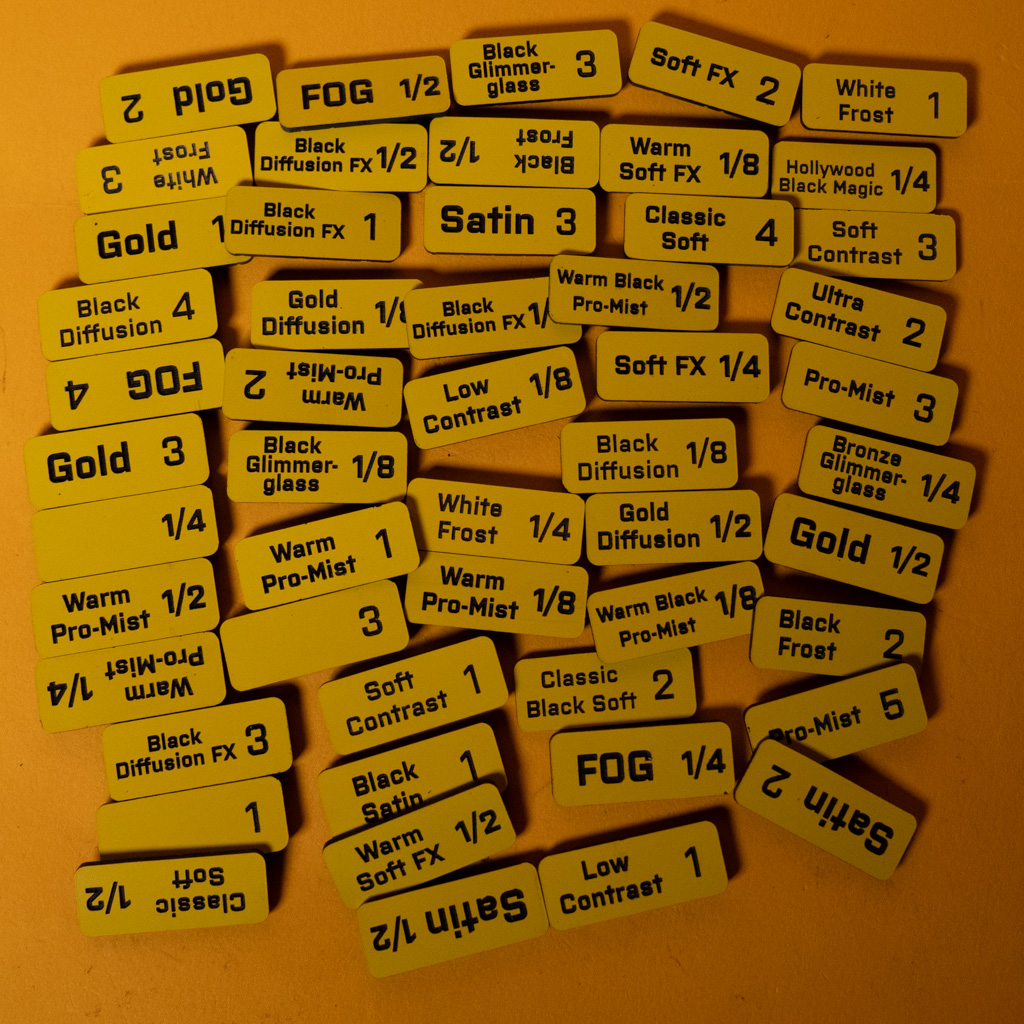 Gold 2
FOG 1/2
Black
Glimmer-
glass 3
Soft FX 2
White
Frost 1
White
Frost 3
Black
Diffusion FX 1/2
Black
Frost 1/2
Warm
Soft FX 1/8
Hollywood
Black Magic 1/4
Gold 1
Black
Diffusion FX 1
Satin 3
Classic
Soft 4
Soft
Contrast 3
Black
Diffusion 4
Gold
Diffusion 1/8
Black
Diffusion FX 1/
Warm Black
Pro-Mist 1/2
Ultra
Contrast 2
FOG 4
Warm
Pro-Mist 2
Low
Contrast 1/8
Soft FX 1/4
Pro-Mist 3
Gold 3
Black
Glimmer-
glass 1/8
Black
Diffusion 1/8
Bronze
Glimmer-
glass 1/4
1/4
Warm
Pro-Mist 1
White
Frost 1/4
Gold
Diffusion 1/2
Gold 1/2
Warm
Pro-Mist 1/2
3
Warm
Pro-Mist 1/8
Warm Black
Pro-Mist 1/8
Black
Frost 2
Warm
Pro-Mist 1/4
Soft
Contrast 1
Classic
Black Soft 2
Pro-Mist 5
Black
Diffusion FX 3
Black
Satin 1
FOG 1/4
Satin 2
1
Warm
Soft FX 1/2
Classic
Soft 1/2
Satin 1/2
Low
Contrast 1